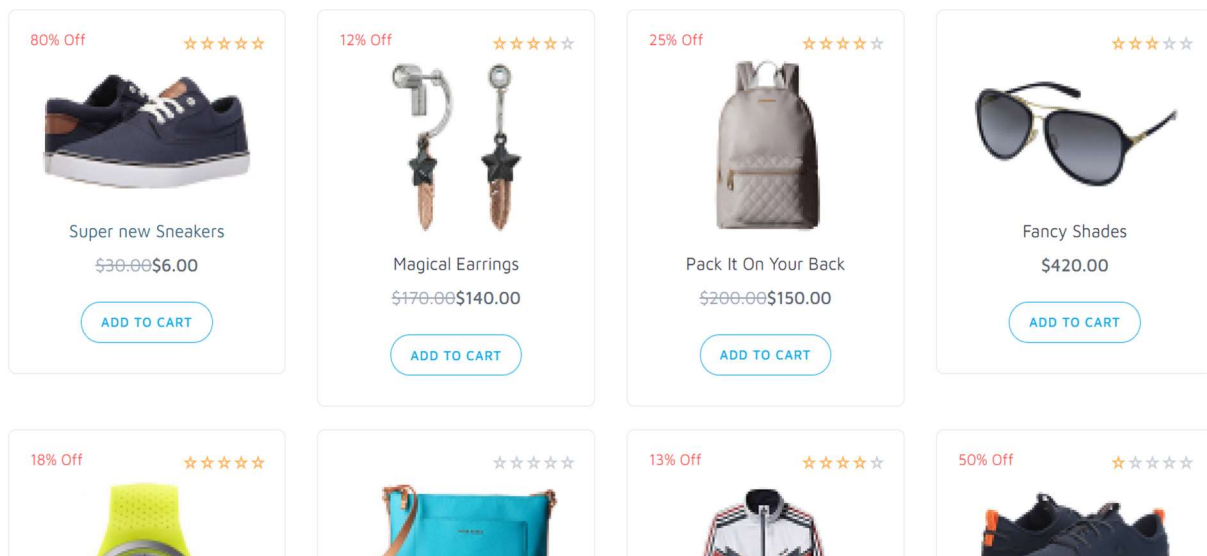 80% Off
Super new Sneakers
$30.00$6.00
ADD TO CART
12% Off
Magical Earrings
$170.00$140.00
ADD TO CART
25% Off
Pack It On Your Back
$200.00$150.00
ADD TO CART
Fancy Shades
$420.00
ADD TO CART
18% Off
13% Off
50% Off